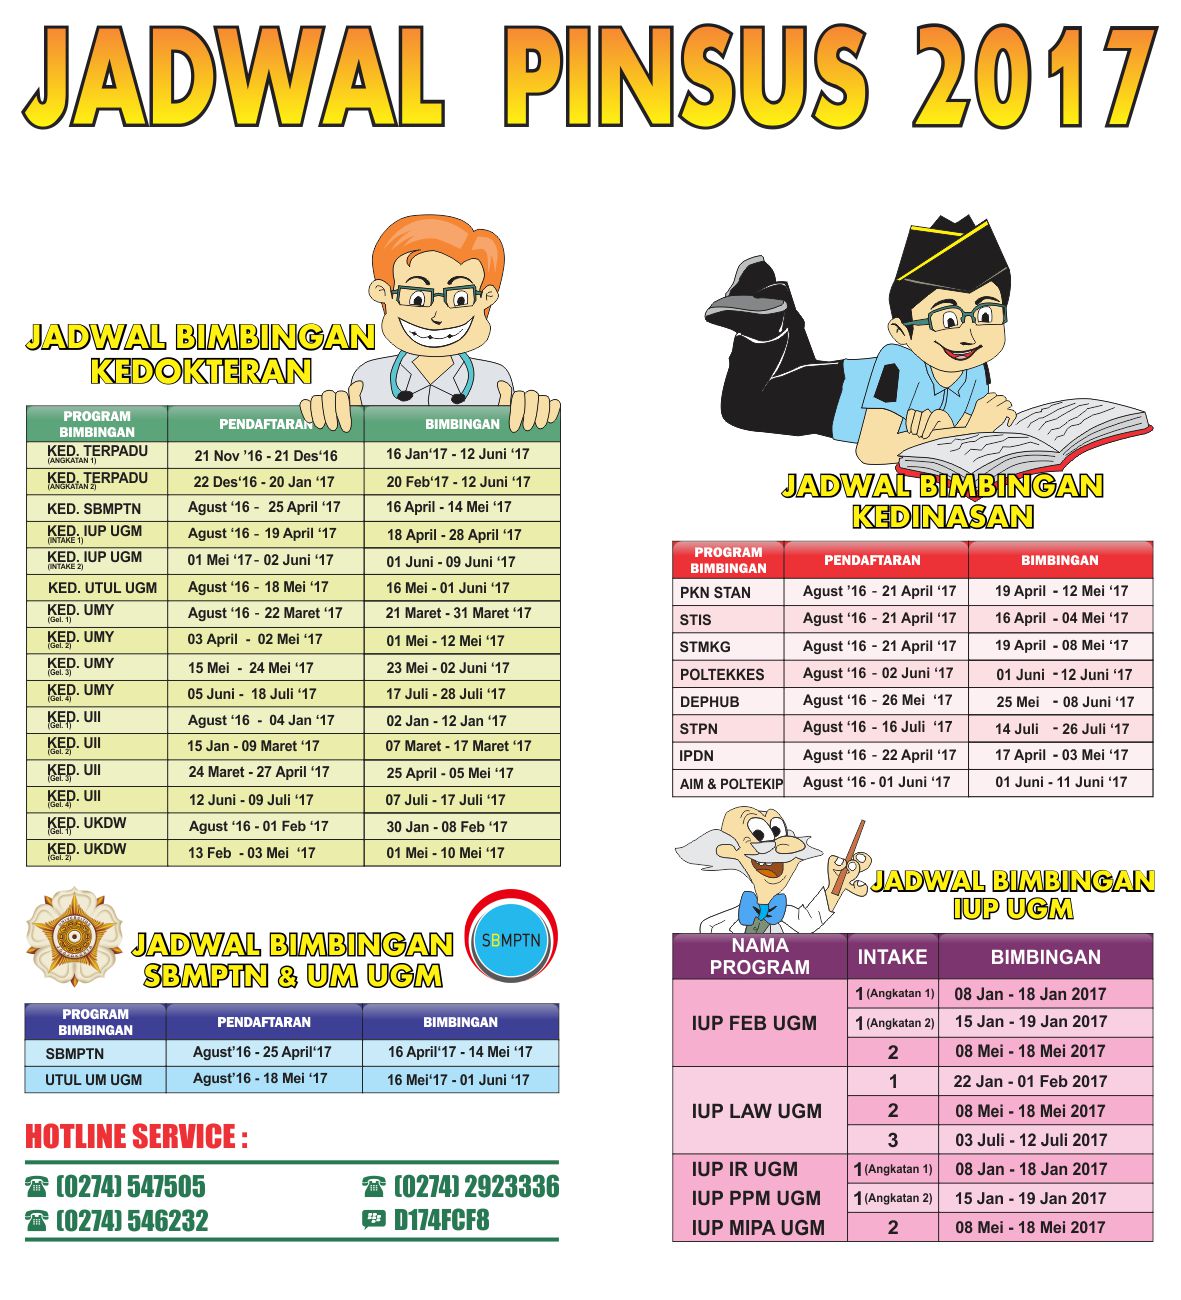 JADWAL PINSUS 2017
JADWAL BIMBINGAN
KEDOKTERAN
PROGRAM BIMBINGAN PENDAFTARAN BIMBINGAN
KED. TERPADU (ANGKATAN 1) 21 Nov ’16 - 21 Des‘16 16 Jan‘17 - 12 Juni ‘17
KED. TERPADU (ANGKATAN 2) 22 Des‘16 - 20 Jan ‘17 20 Feb‘17 - 12 Juni ‘17
KED. SBMPTN Agust ‘16 - 25 April ‘17 16 April - 14 Mei ‘17
KED. IUP UGM (INTAKE 1) Agust ‘16 - 19 April ‘17 18 April - 28 April ‘17
KED. IUP UGM (INTAKE 2) 01 Mei ‘17 - 02 Juni ‘17 01 Juni - 09 Juni ‘17
KED. UTUL UGM Agust ‘16 - 18 Mei ‘17 16 Mei - 01 Juni ‘17
KED. UMY (Gel. 1) Agust ‘16 - 22 Maret ‘17 21 Maret - 31 Maret ‘17
KED. UMY (Gel. 2) 03 April - 02 Mei ‘17 01 Mei - 12 Mei ‘17
KED. UMY (Gel. 3) 15 Mei - 24 Mei ‘17 23 Mei - 02 Juni ‘17
KED. UMY (Gel. 4) 05 Juni - 18 Juli ‘17 17 Juli - 28 Juli ‘17
KED. UII (Gel. 1) Agust ‘16 - 04 Jan ‘17 02 Jan - 12 Jan ‘17
KED. UII (Gel. 2) 15 Jan - 09 Maret ‘17 07 Maret - 17 Maret ‘17
KED. UII (Gel. 3) 24 Maret - 27 April ‘17 25 April - 05 Mei ‘17
KED. UII (Gel. 4) 12 Juni - 09 Juli ‘17 07 Juli - 17 Juli ‘17
KED. UKDW (Gel. 1) Agust ‘16 - 01 Feb ‘17 30 Jan - 08 Feb ‘17
KED. UKDW (Gel. 2) 13 Feb - 03 Mei ‘17 01 Mei - 10 Mei ‘17
JADWAL BIMBINGAN
SBMPTN & UM UGM
SBMPTN
PROGRAM BIMBINGAN PENDAFTARAN BIMBINGAN
SBMPTN Agust’16 - 25 April‘17 16 April‘17 - 14 Mei ‘17
UTUL UM UGM Agust’16 - 18 Mei ‘17 16 Mei‘17 - 01 Juni ‘17
HOTLINE SERVICE :
(0274) 547505 (0274) 2923336
(0274) 546232 D174FCF8
JADWAL BIMBINGAN
KEDINASAN
PROGRAM BIMBINGAN PENDAFTARAN BIMBINGAN
PKN STAN Agust ’16 - 21 April ‘17 19 April - 12 Mei ‘17
STIS Agust ‘16 - 21 April ‘17 16 April - 04 Mei ‘17
STMKG Agust ‘16 - 21 April ‘17 19 April - 08 Mei ‘17
POLTEKKES Agust ‘16 - 02 Juni ‘17 01 Juni - 12 Juni ‘17
DEPHUB Agust ‘16 - 26 Mei ‘17 25 Mei - 08 Juni ‘17
STPN Agust ‘16 - 16 Juli ‘17 14 Juli - 26 Juli ‘17
IPDN Agust ‘16 - 22 April ‘17 17 April - 03 Mei ‘17
AIM & POLTEKIP Agust ‘16 - 01 Juni ‘17 01 Juni - 11 Juni ‘17
JADWAL BIMBINGAN
IUP UGM
NAMA PROGRAM INTAKE BIMBINGAN
1 (Angkatan 1) 08 Jan - 18 Jan 2017
IUP FEB UGM 1 (Angkatan 2) 15 Jan - 19 Jan 2017
2 08 Mei - 18 Mei 2017
1 22 Jan - 01 Feb 2017
IUP LAW UGM 2 08 Mei - 18 Mei 2017
3 03 Juli - 12 Juli 2017
IUP IR UGM 1 (Angkatan 1) 08 Jan - 18 Jan 2017
IUP PPM UGM 1 (Angkatan 2) 15 Jan - 19 Jan 2017
IUP MIPA UGM 2 08 Mei - 18 Mei 2017